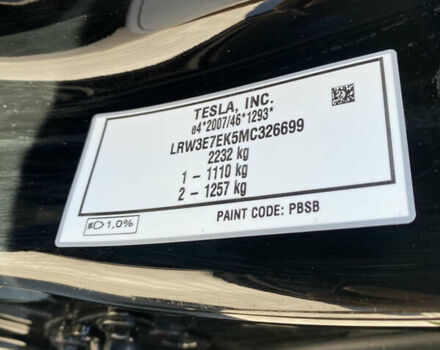 TESLA, INC.
e4*2007/46*1293*
LRW3E7EK5MC326699
2232 kg
1 – 1110 kg
2 – 1257 kg
PAINT CODE: PBSB
1,0%